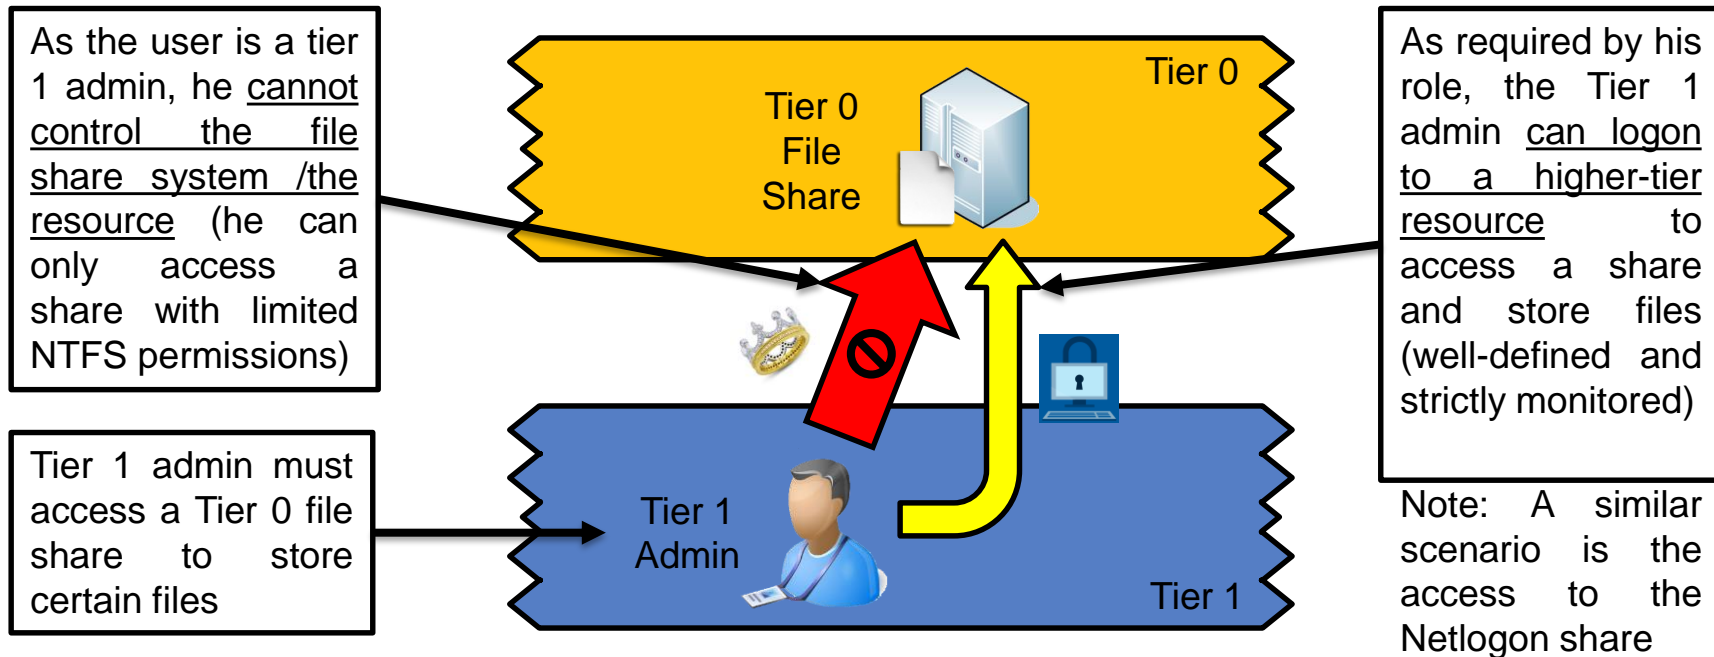 As the user is a tier
1 admin, he cannot
control the file
share system /the
resource (he can
only access a
share with limited
NTFS permissions)
Tier 1 admin must
access a Tier 0 file
share to store
certain files
Tier 0
Tier 0
File
Share
Tier 1
Admin
Tier 1
As required by his
role, the Tier 1
admin can logon
to a higher-tier
resource to
access a share
and store files
(well-defined and
strictly monitored)
Note: A similar
scenario is the
access to the
Netlogon share